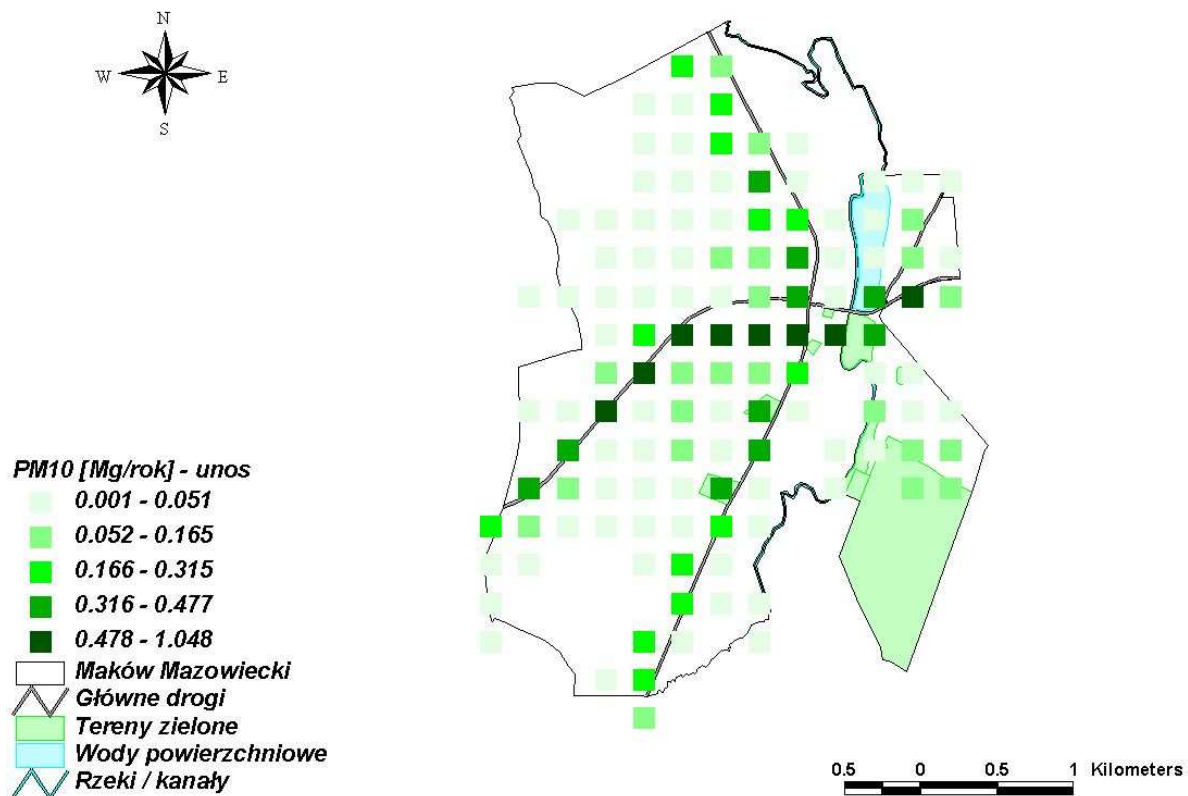 N
W E
S
PM10 [Mg/rok] - unos
0.001 - 0.051
0.052 - 0.165
0.166 - 0.315
0.316 - 0.477
0.478 - 1.048
Maków Mazowiecki
Główne drogi
Tereny zielone
Wody powierzchniowe
Rzeki / kanały
0.5 0 0.5 1 Kilometers